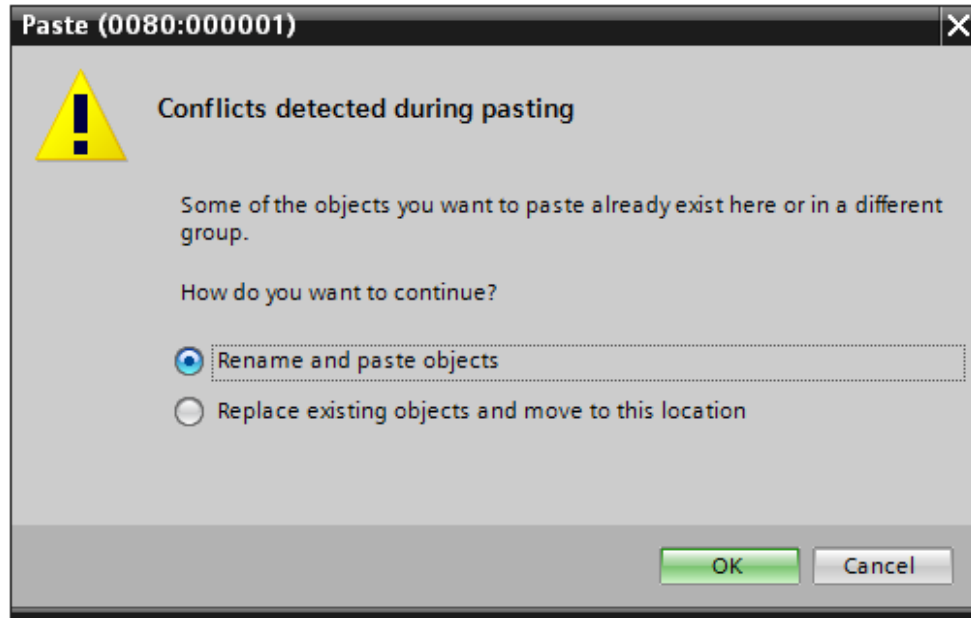 Paste (0080:000001)
Conflicts detected during pasting
Some of the objects you want to paste already exist here or in a different
group.
How do you want to continue?
Rename and paste objects
Replace existing objects and move to this location
OK
Cancel